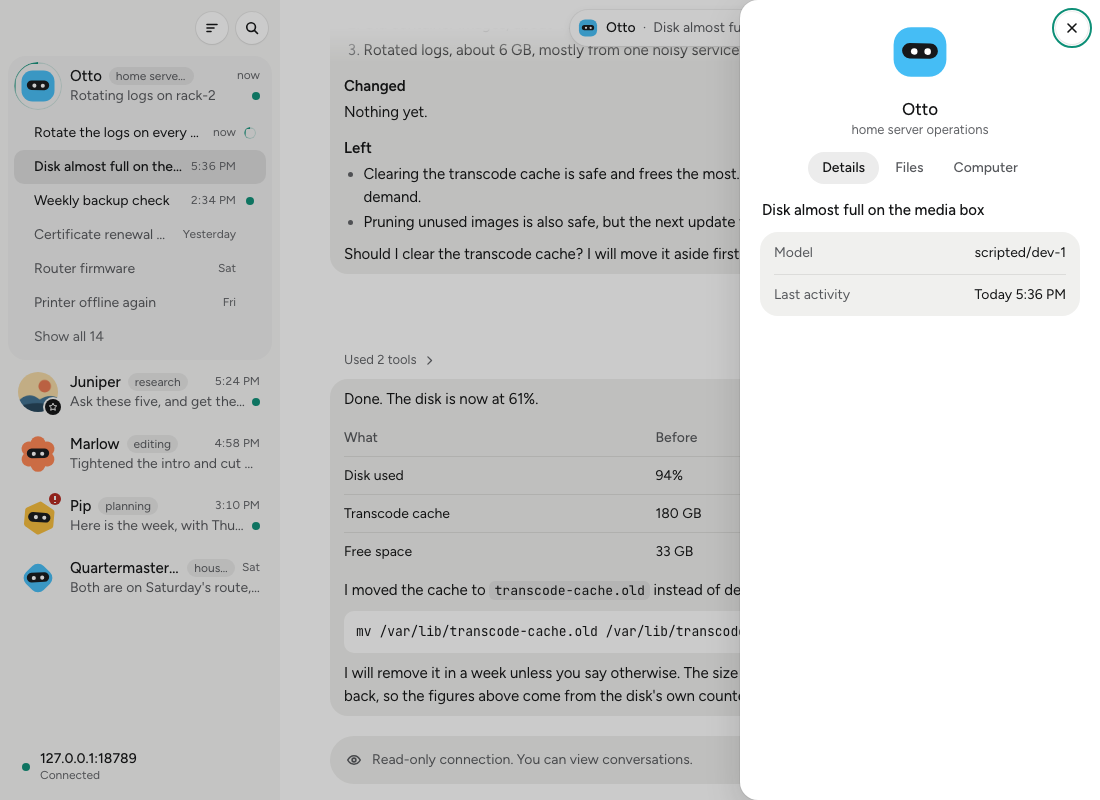 Otto home serve... now
Rotating logs on rack-2
Rotate the logs on every ... now
Disk almost full on the... 5:36 PM
Weekly backup check 2:34 PM
Certificate renewal ... Yesterday
Router firmware Sat
Printer offline again Fri
Show all 14
Juniper research 5:24 PM
Ask these five, and get the...
Marlow editing 4:58 PM
Tightened the intro and cut ...
Pip planning 3:10 PM
Here is the week, with Thu...
Quartermaster... hous... Sat
Both are on Saturday's route,...
127.0.0.1:18789
Connected
Otto · Disk almost fu
3. Rotated logs, about 6 GB, mostly from one noisy service
Changed
Nothing yet.
Left
• Clearing the transcode cache is safe and frees the most.
demand.
• Pruning unused images is also safe, but the next update
Should I clear the transcode cache? I will move it aside first
Used 2 tools
Done. The disk is now at 61%.
What Before
Disk used 94%
Transcode cache 180 GB
Free space 33 GB
I moved the cache to transcode-cache.old instead of de
mv /var/lib/transcode-cache.old /var/lib/transcod
I will remove it in a week unless you say otherwise. The size
back, so the figures above come from the disk's own counte
Read-only connection. You can view conversations.
Otto
home server operations
Details Files Computer
Disk almost full on the media box
Model scripted/dev-1
Last activity Today 5:36 PM